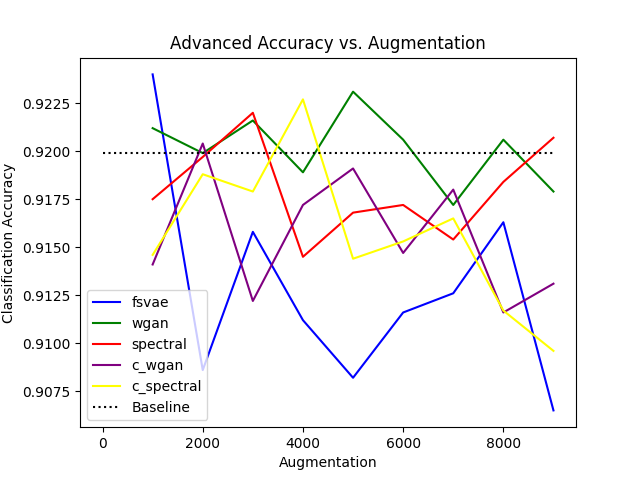 Advanced Accuracy vs. Augmentation
Classification Accuracy
0.9225
0.9200
0.9175
0.9150
0.9125
0.9100
0.9075
fsvae
wgan
spectral
c_wgan
c_spectral
Baseline
0 2000 4000 6000 8000
Augmentation